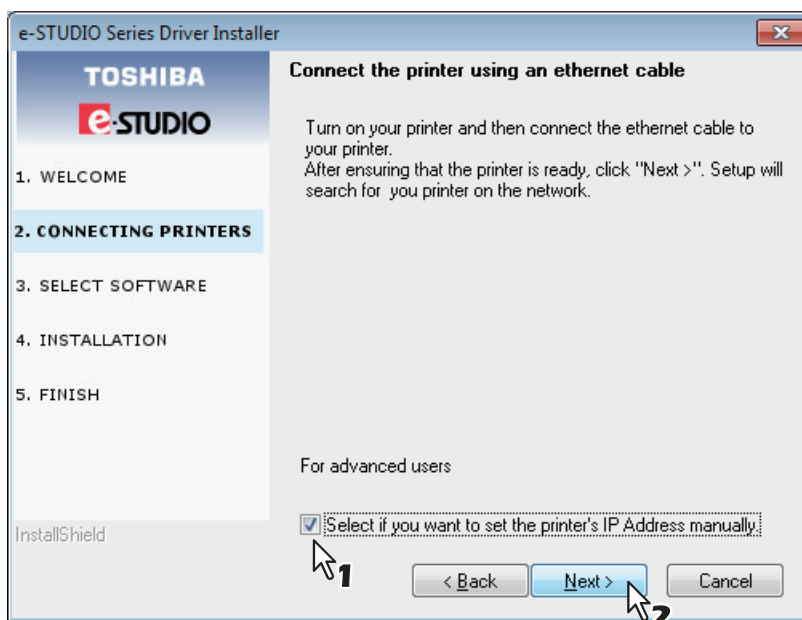 e-STUDIO Series Driver Installer
TOSHIBA
e-STUDIO
1. WELCOME
2. CONNECTING PRINTERS
3. SELECT SOFTWARE
4. INSTALLATION
5. FINISH
InstallShield
Connect the printer using an ethernet cable
Turn on your printer and then connect the ethernet cable to
your printer.
After ensuring that the printer is ready, click "Next >". Setup will
search for you printer on the network.
For advanced users
Select if you want to set the printer's IP Address manually.
1
< Back
Next >
Cancel
2